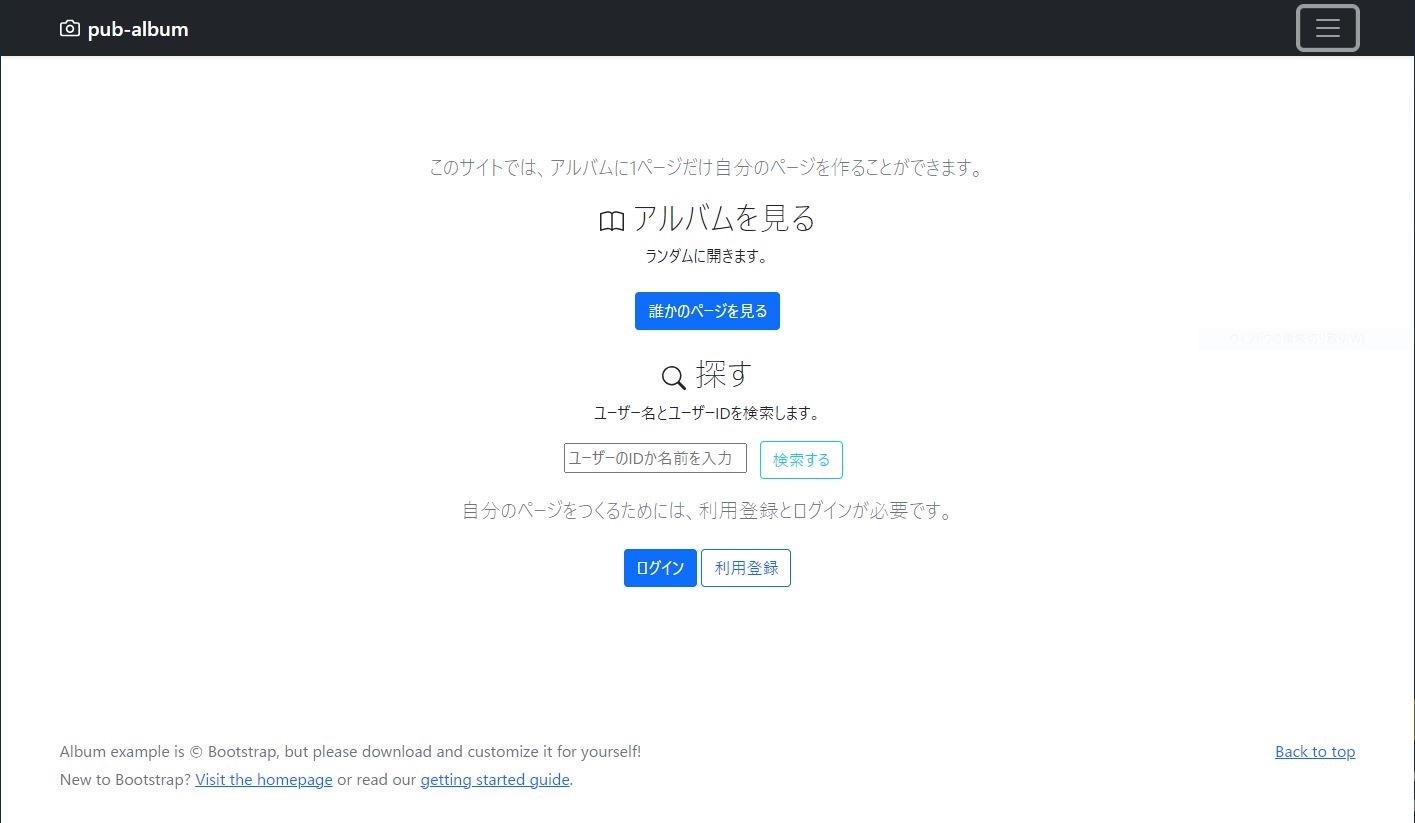 pub-album
このサイトでは、アルバムに1ページだけ自分のページを作ることができます。
アルバムを見る
ランダムに開きます。
誰かのページを見る
探す
ユーザー名とユーザーIDを検索します。
ユーザーのIDか名前を入力 検索する
自分のページをつくるためには、利用登録とログインが必要です。
ログイン 利用登録
Album example is © Bootstrap, but please download and customize it for yourself! Back to top
New to Bootstrap? Visit the homepage or read our getting started guide.